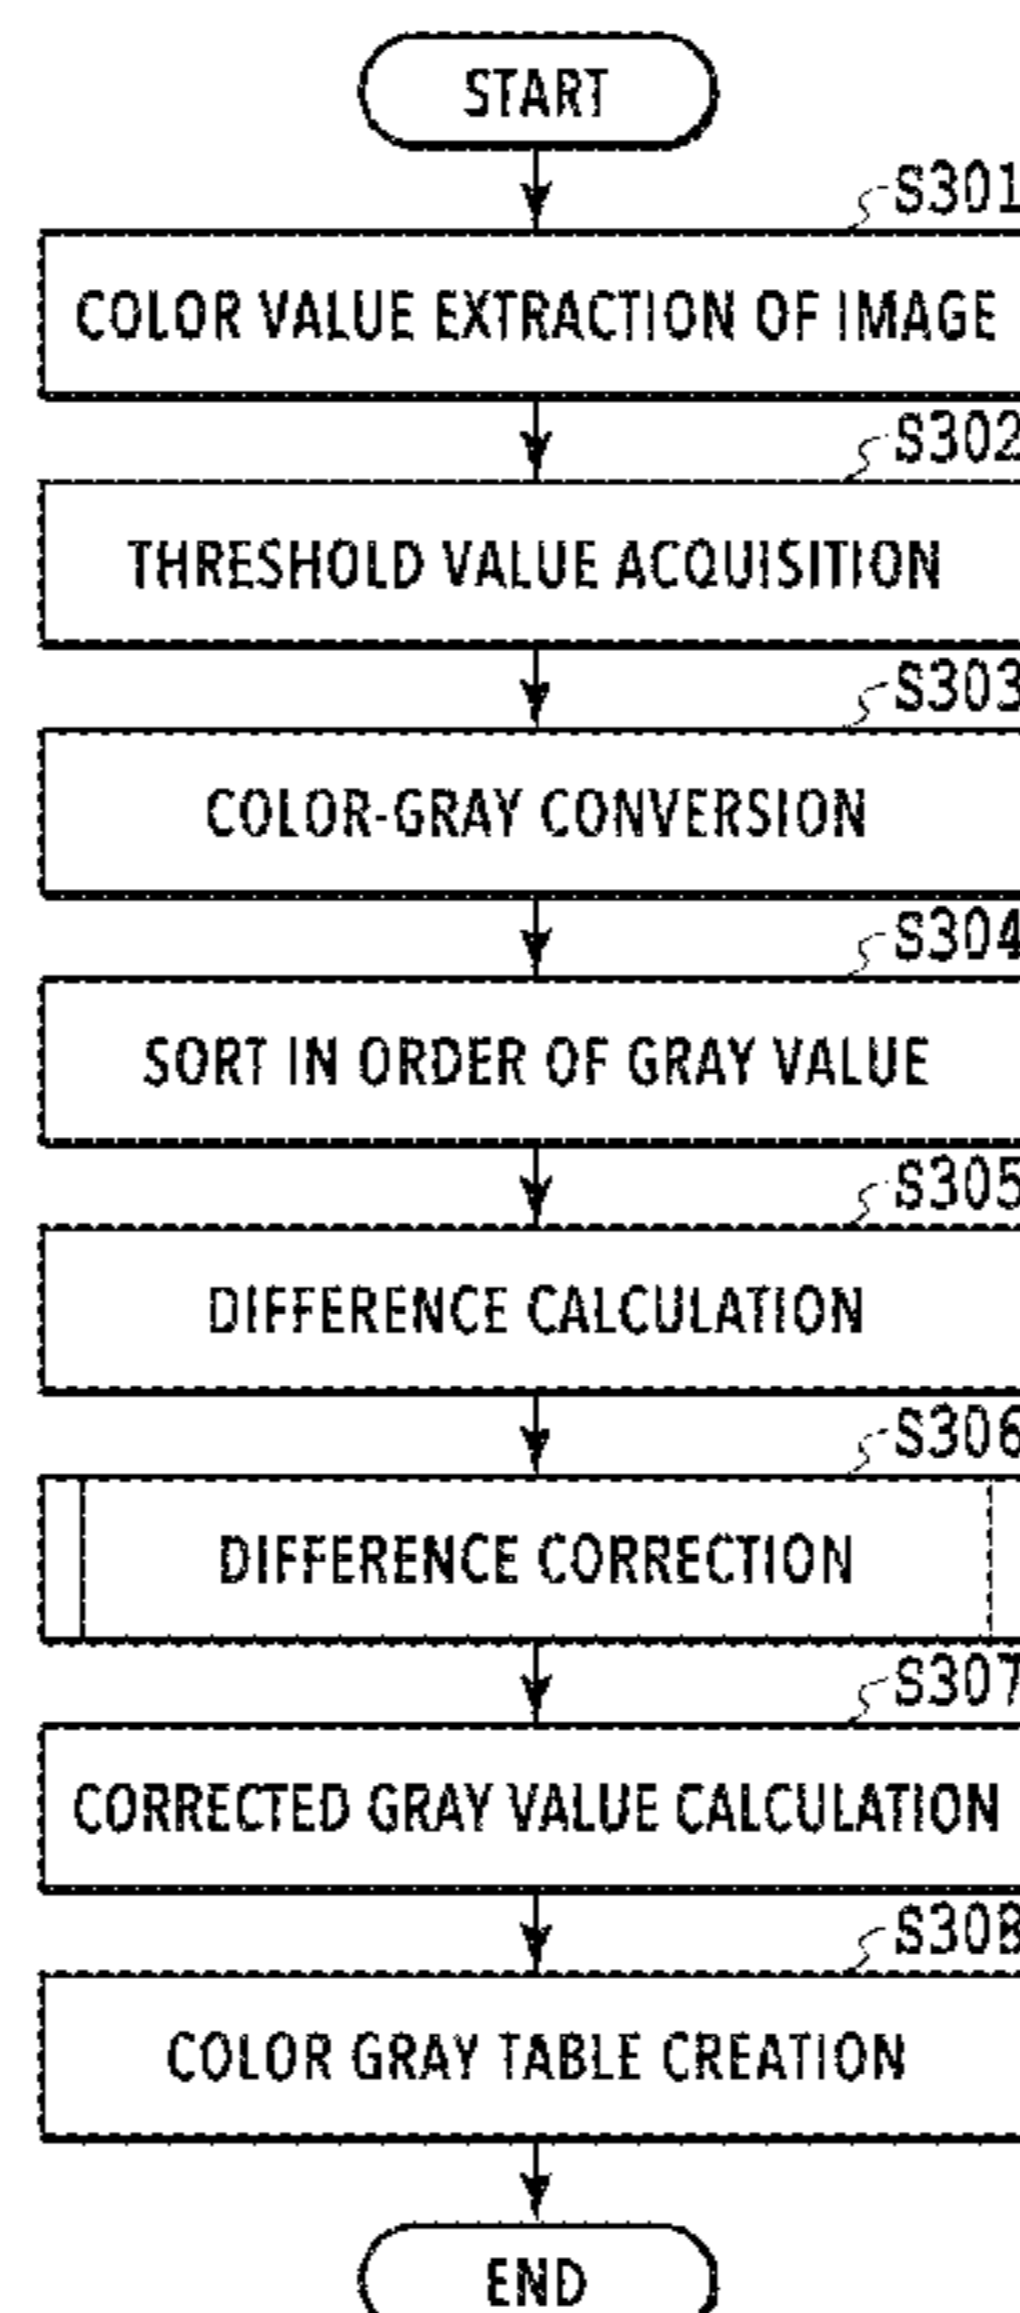 START
S301
COLOR VALUE EXTRACTION OF IMAGE
S302
THRESHOLD VALUE ACQUISITION
S303
COLOR-GRAY CONVERSION
S304
SORT IN ORDER OF GRAY VALUE
S305
DIFFERENCE CALCULATION
S306
DIFFERENCE CORRECTION
S307
CORRECTED GRAY VALUE CALCULATION
S308
COLOR GRAY TABLE CREATION
END